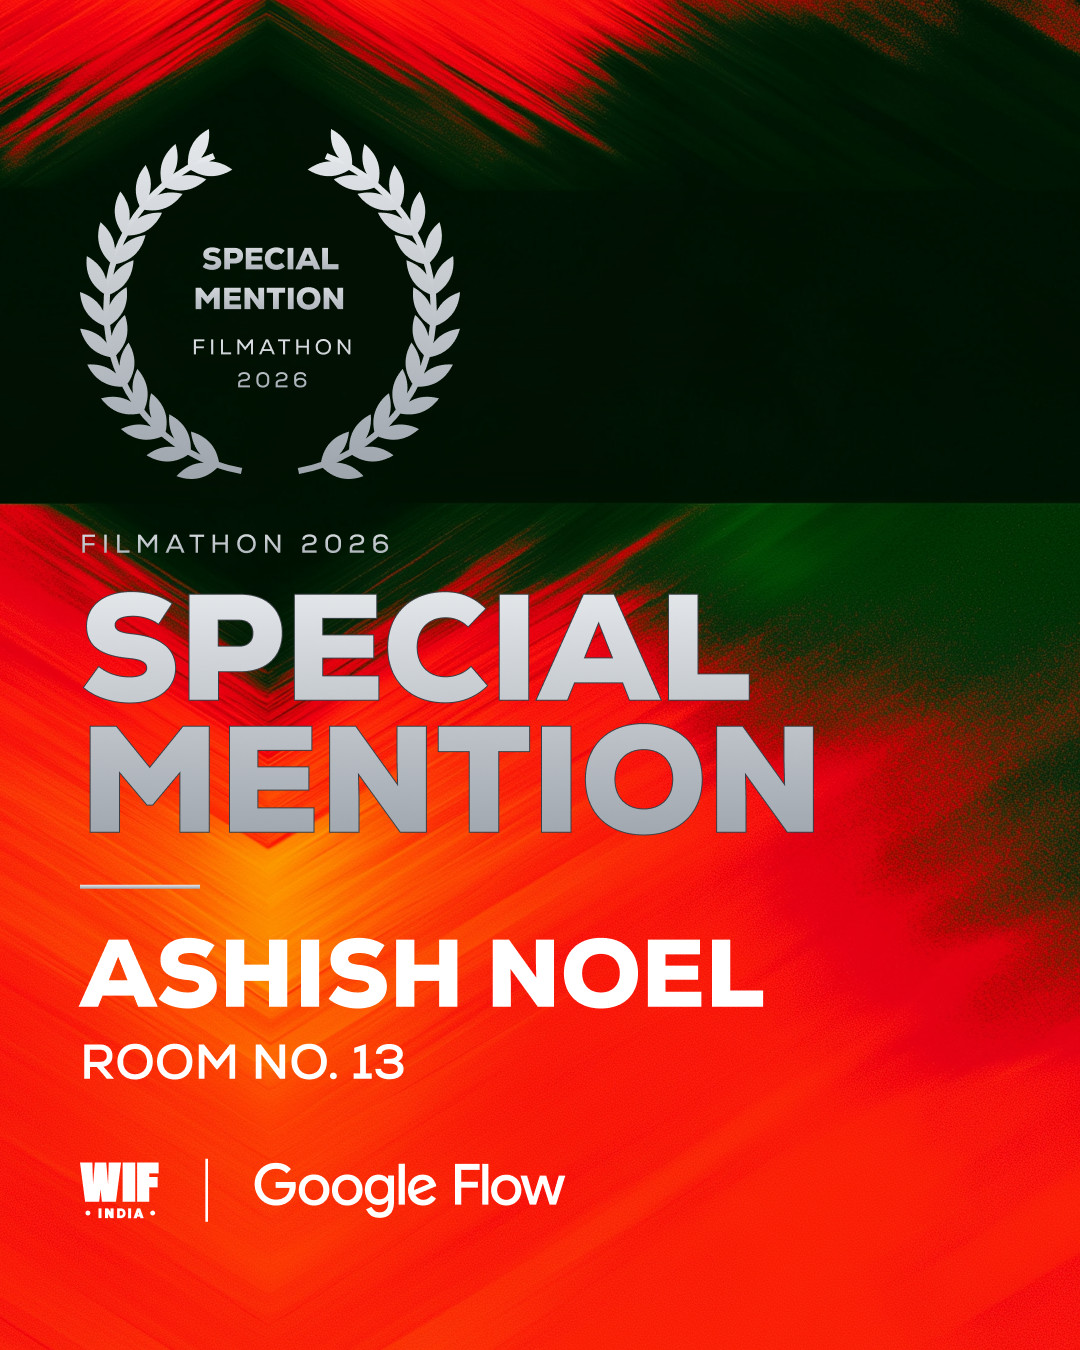 SPECIAL
MENTION
FILMATHON
2026
FILMATHON 2026
SPECIAL
MENTION
ASHISH NOEL
ROOM NO. 13
WIF
• INDIA •
Google Flow